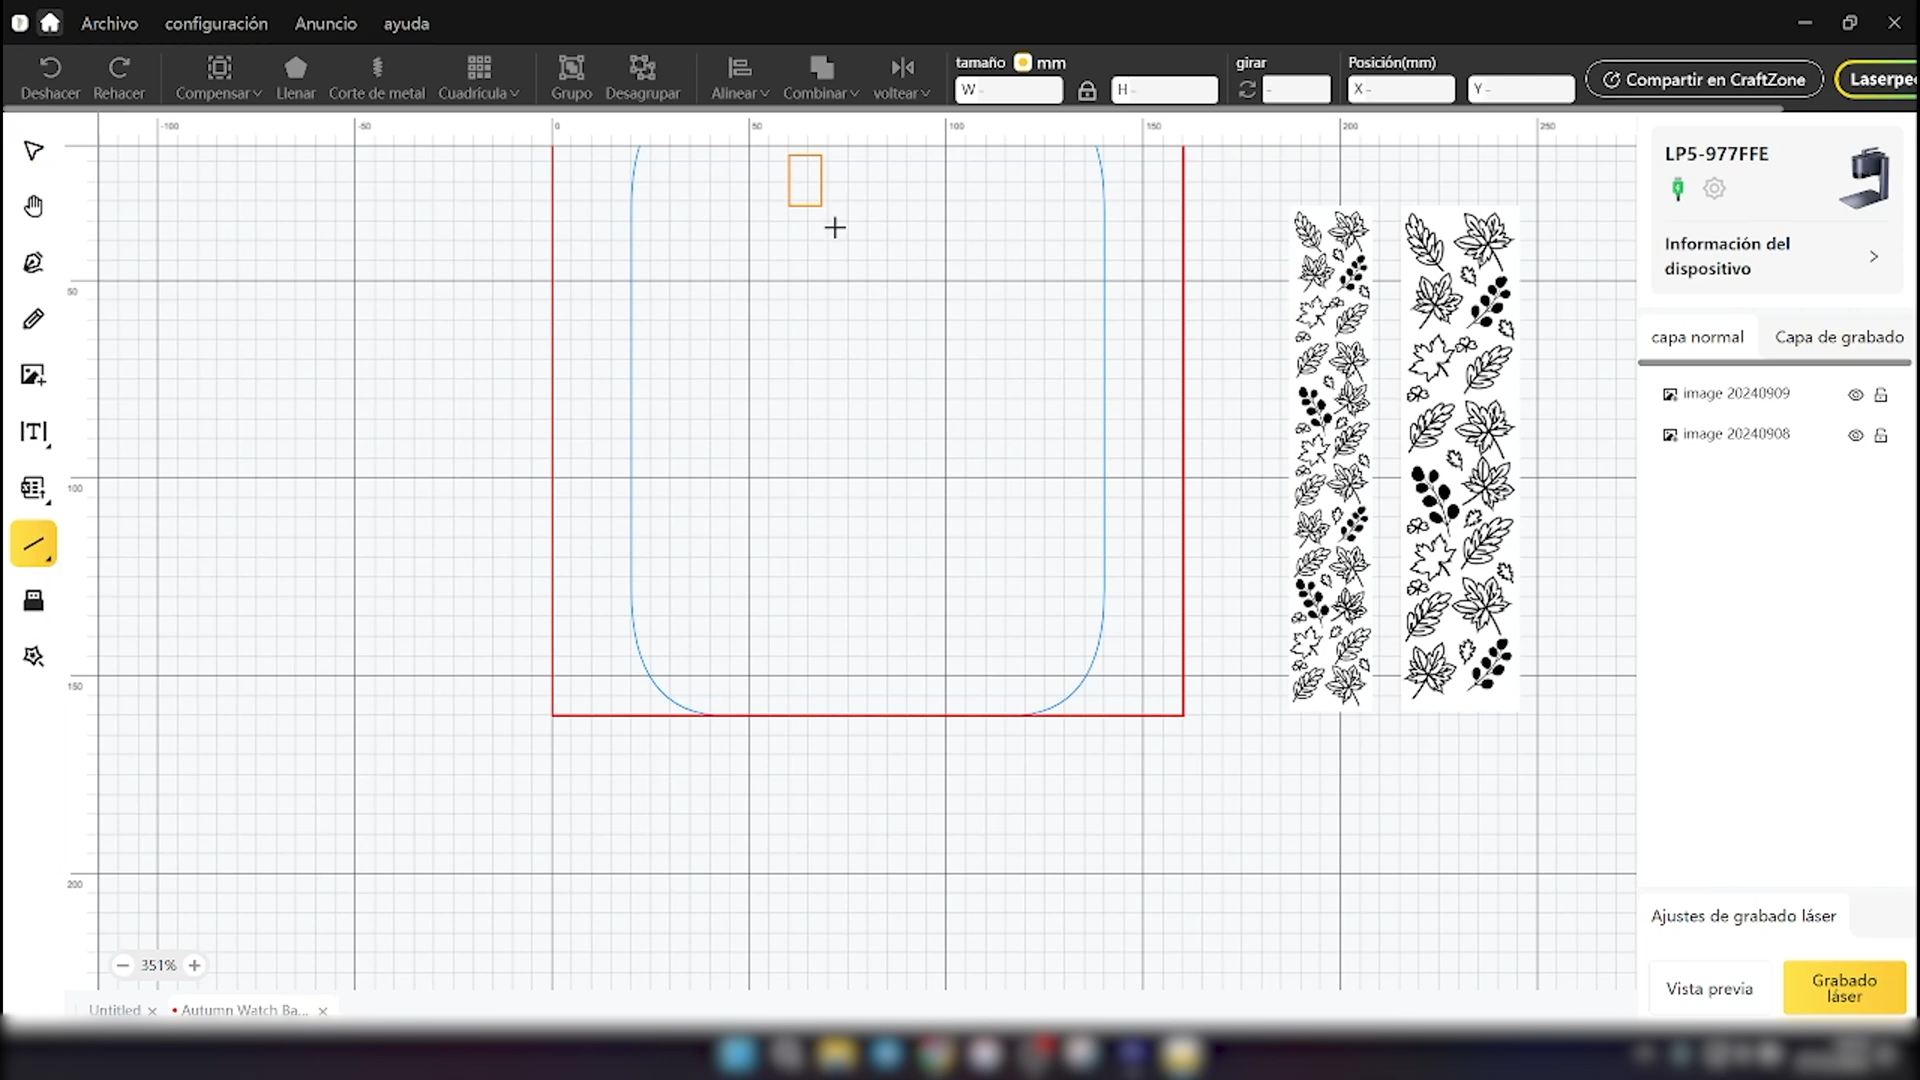 Archivo configuración Anuncio ayuda
Deshacer Rehacer Compensar Llenar Corte de metal Cuadrícula Grupo Desagrupar Alinear Combinar voltear
tamaño mm girar Posición(mm)
W - H - - X - Y -
Compartir en CraftZone
Laserpe
-100 -50 0 50 100 150 200 250
50
100
150
200
LP5-977FFE
Información del
dispositivo
capa normal Capa de grabado
image 20240909
image 20240908
Ajustes de grabado láser
Vista previa
Grabado
láser
351%
Untitled
Autumn Watch Ba...